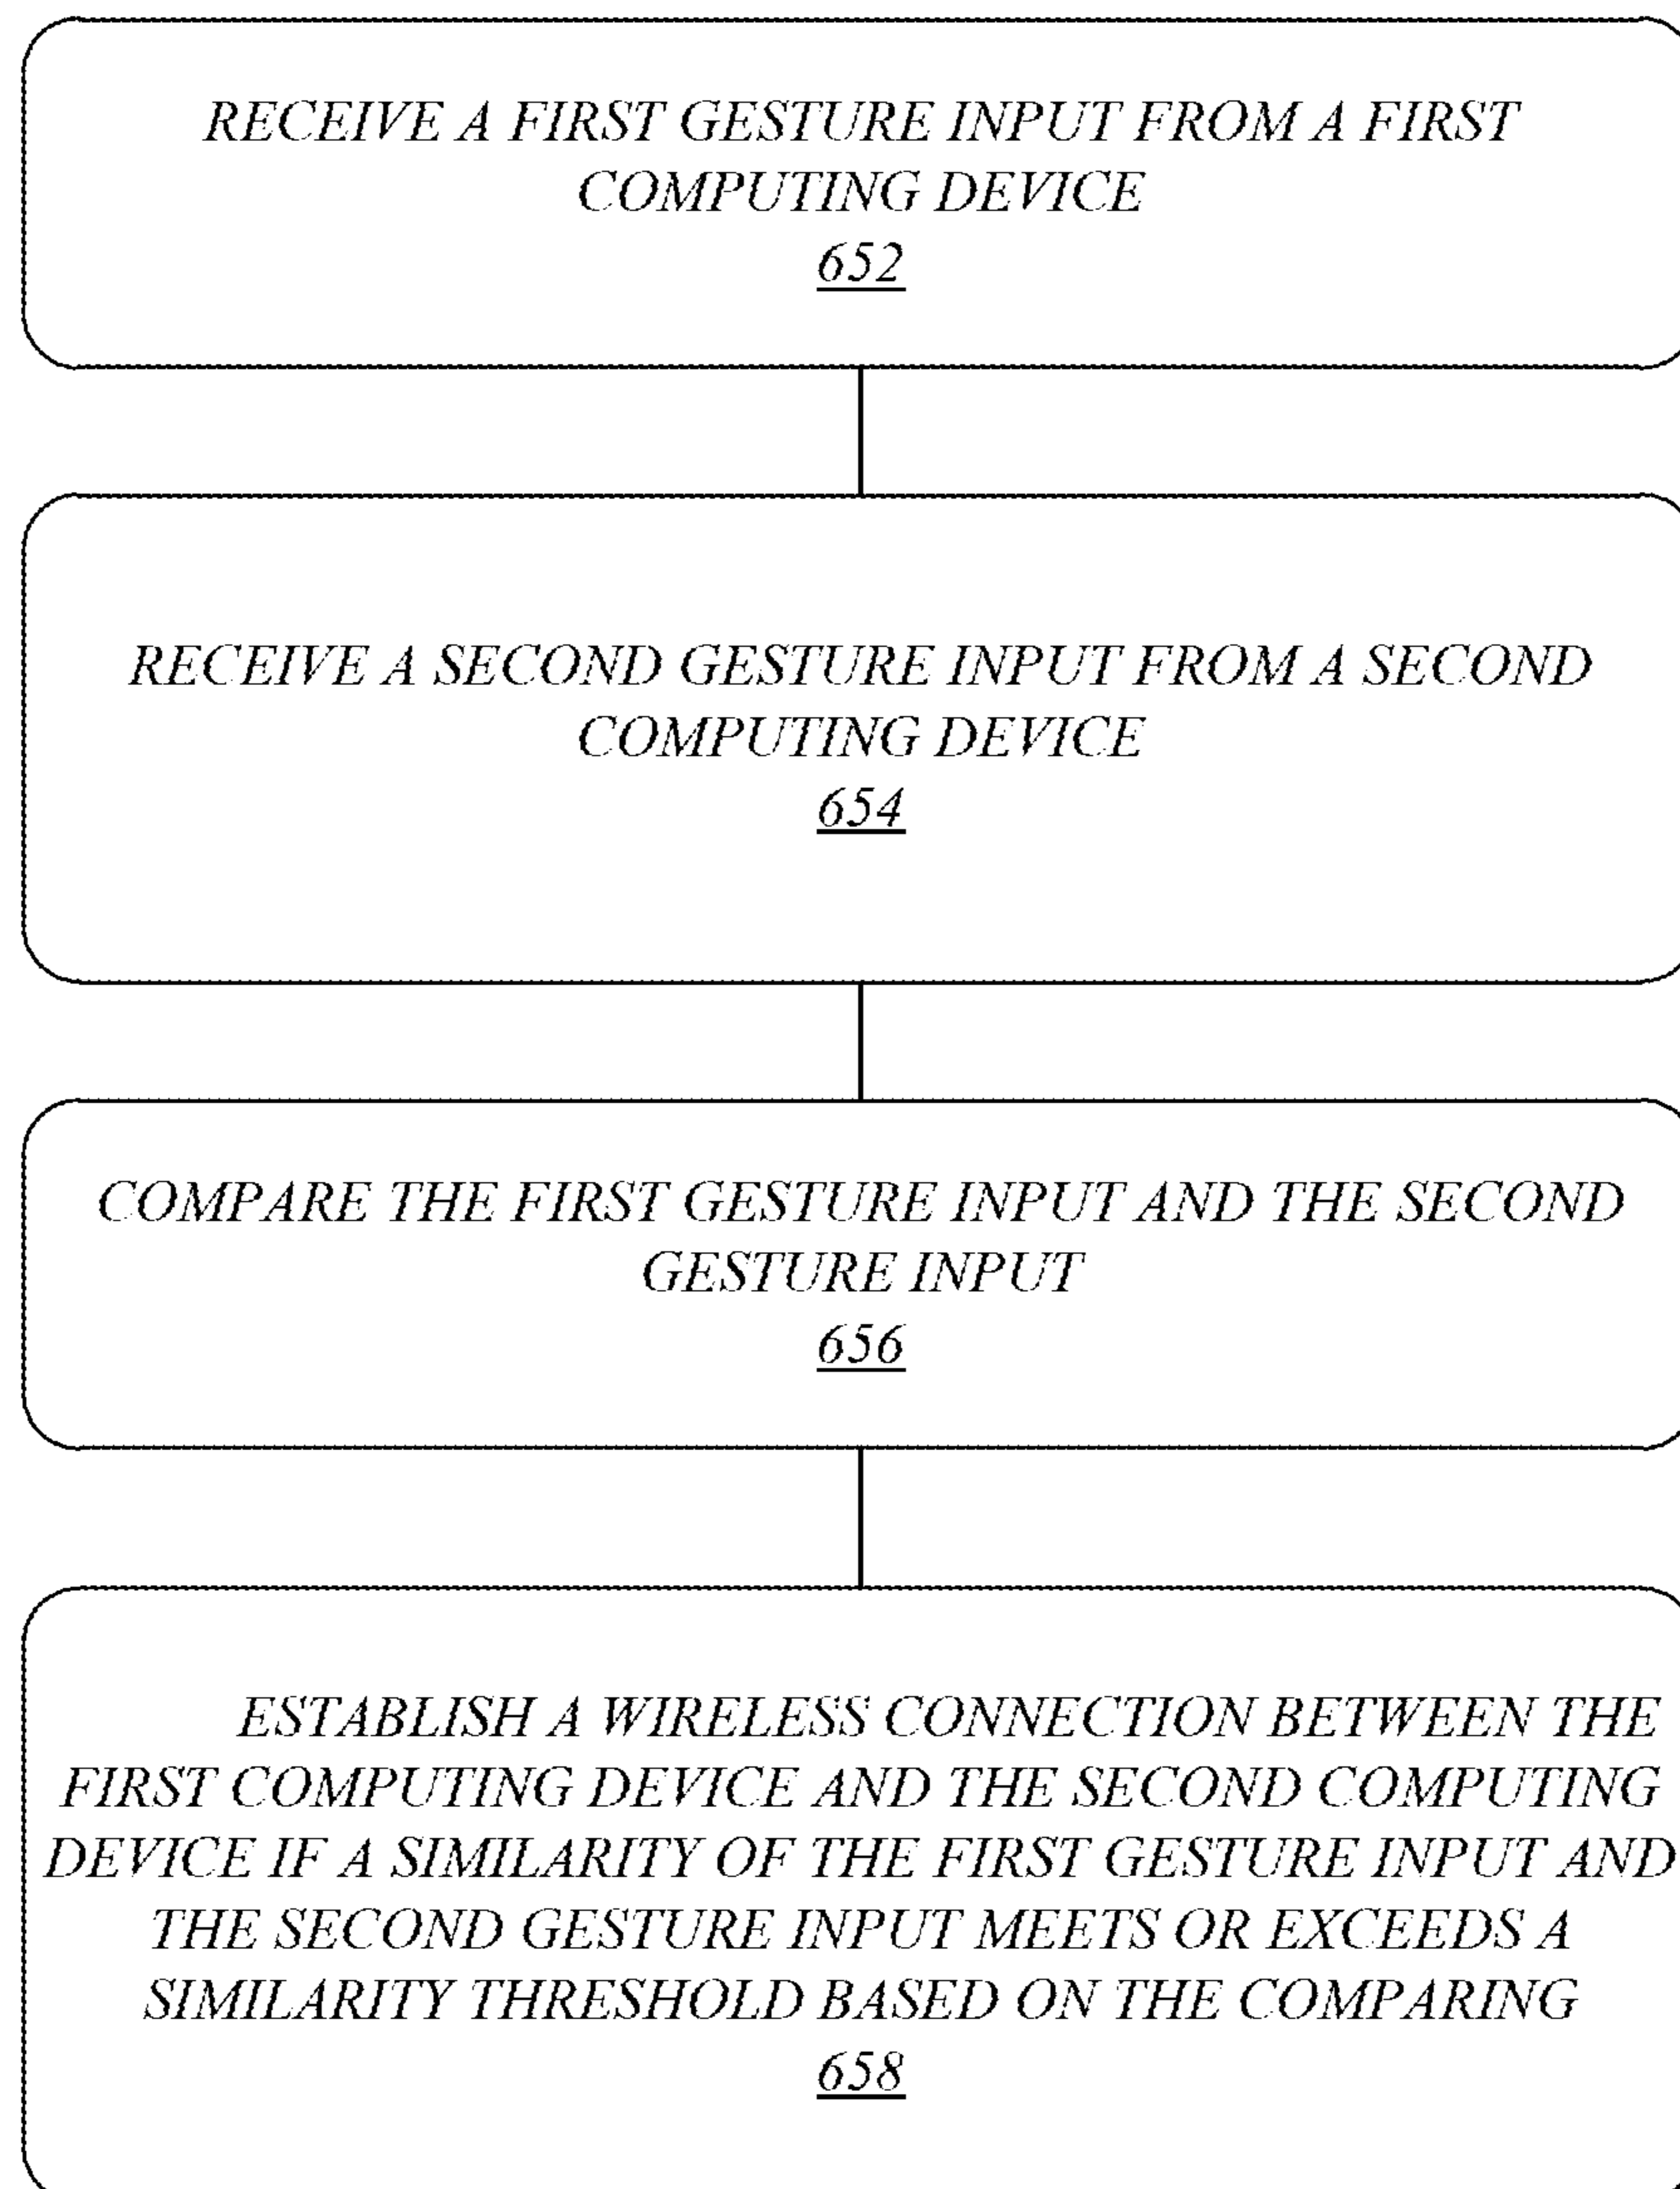 RECEIVE A FIRST GESTURE INPUT FROM A FIRST
COMPUTING DEVICE
652
RECEIVE A SECOND GESTURE INPUT FROM A SECOND
COMPUTING DEVICE
654
COMPARE THE FIRST GESTURE INPUT AND THE SECOND
GESTURE INPUT
656
ESTABLISH A WIRELESS CONNECTION BETWEEN THE
FIRST COMPUTING DEVICE AND THE SECOND COMPUTING
DEVICE IF A SIMILARITY OF THE FIRST GESTURE INPUT AND
THE SECOND GESTURE INPUT MEETS OR EXCEEDS A
SIMILARITY THRESHOLD BASED ON THE COMPARING
658